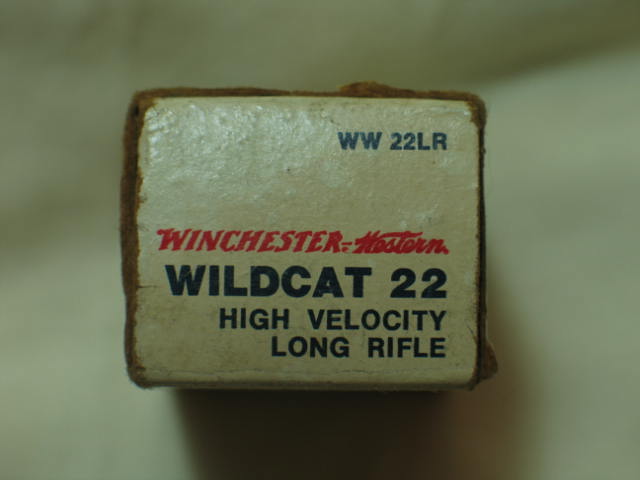 WW 22LR
WINCHESTER-Western
WILDCAT 22
HIGH VELOCITY
LONG RIFLE